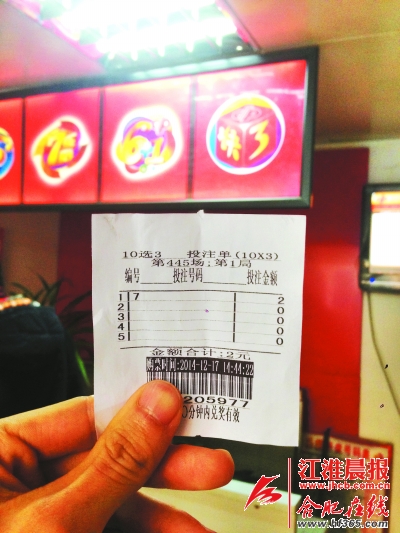 快3
10选3 投注单(10X3)
第445场:第1局
编号 投注号码 投注金额
1 7 2
2 0
3 0
4 0
5 0
金额合计:2元
购票时间:2014-12-17 14:44:22
205977
分钟内兑奖有效
江淮晨报
www.jhcb.com.cn
合肥在线
www.hf365.com